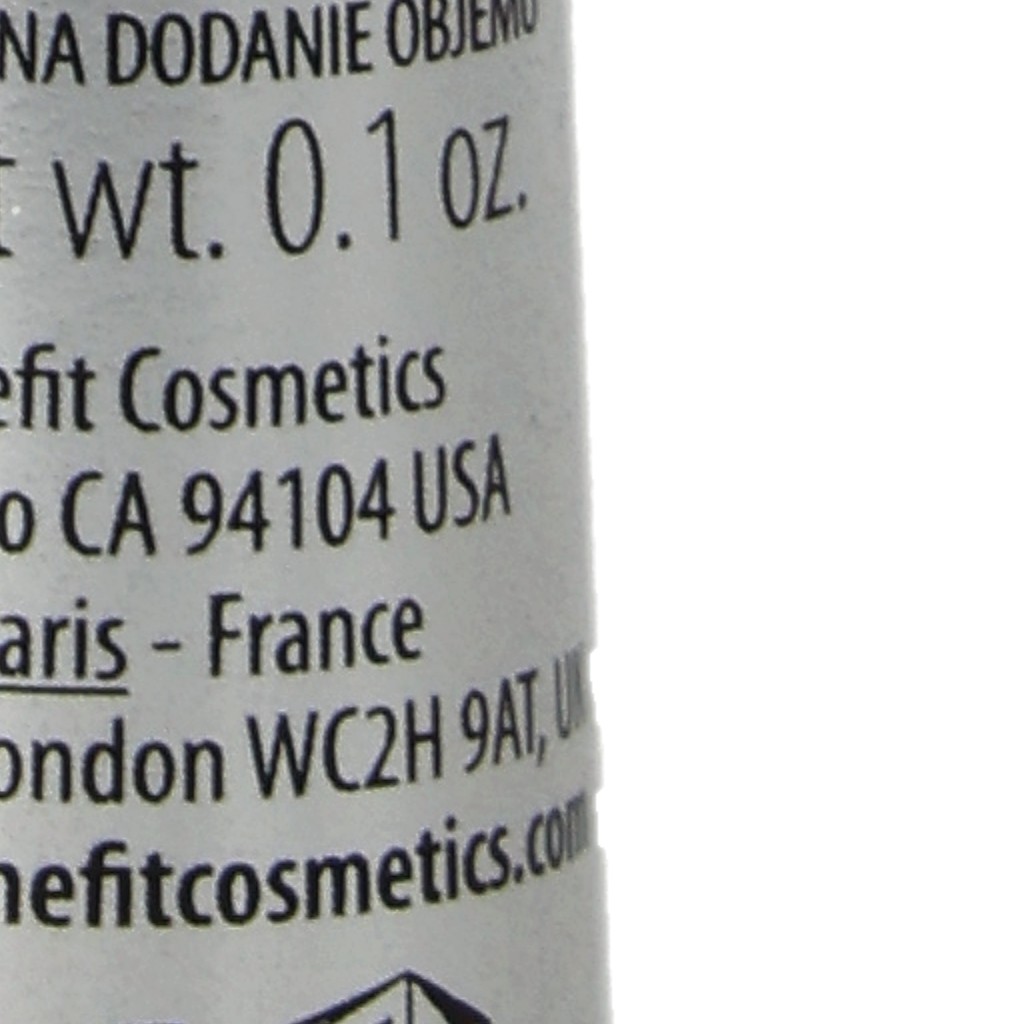 NA DODANIE OBJEMU
wt. 0.1 oz.
efit Cosmetics
o CA 94104 USA
aris – France
ondon WC2H 9AT, UK
nefitcosmetics.com